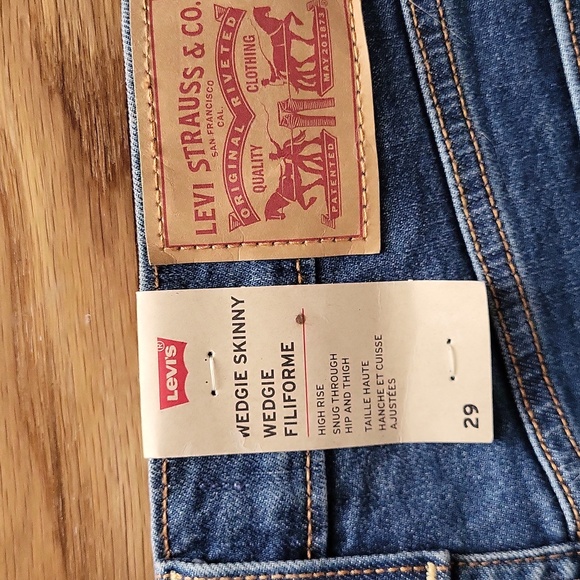 LEVI STRAUSS & CO.
SAN FRANCISCO
CAL.
ORIGINAL RIVETED
QUALITY CLOTHING
PATENTED MAY 20 1873
Levi's®
WEDGIE SKINNY
WEDGIE
FILIFORME
HIGH RISE
SNUG THROUGH
HIP AND THIGH
TAILLE HAUTE
HANCHE ET CUISSE
AJUSTÉES
29